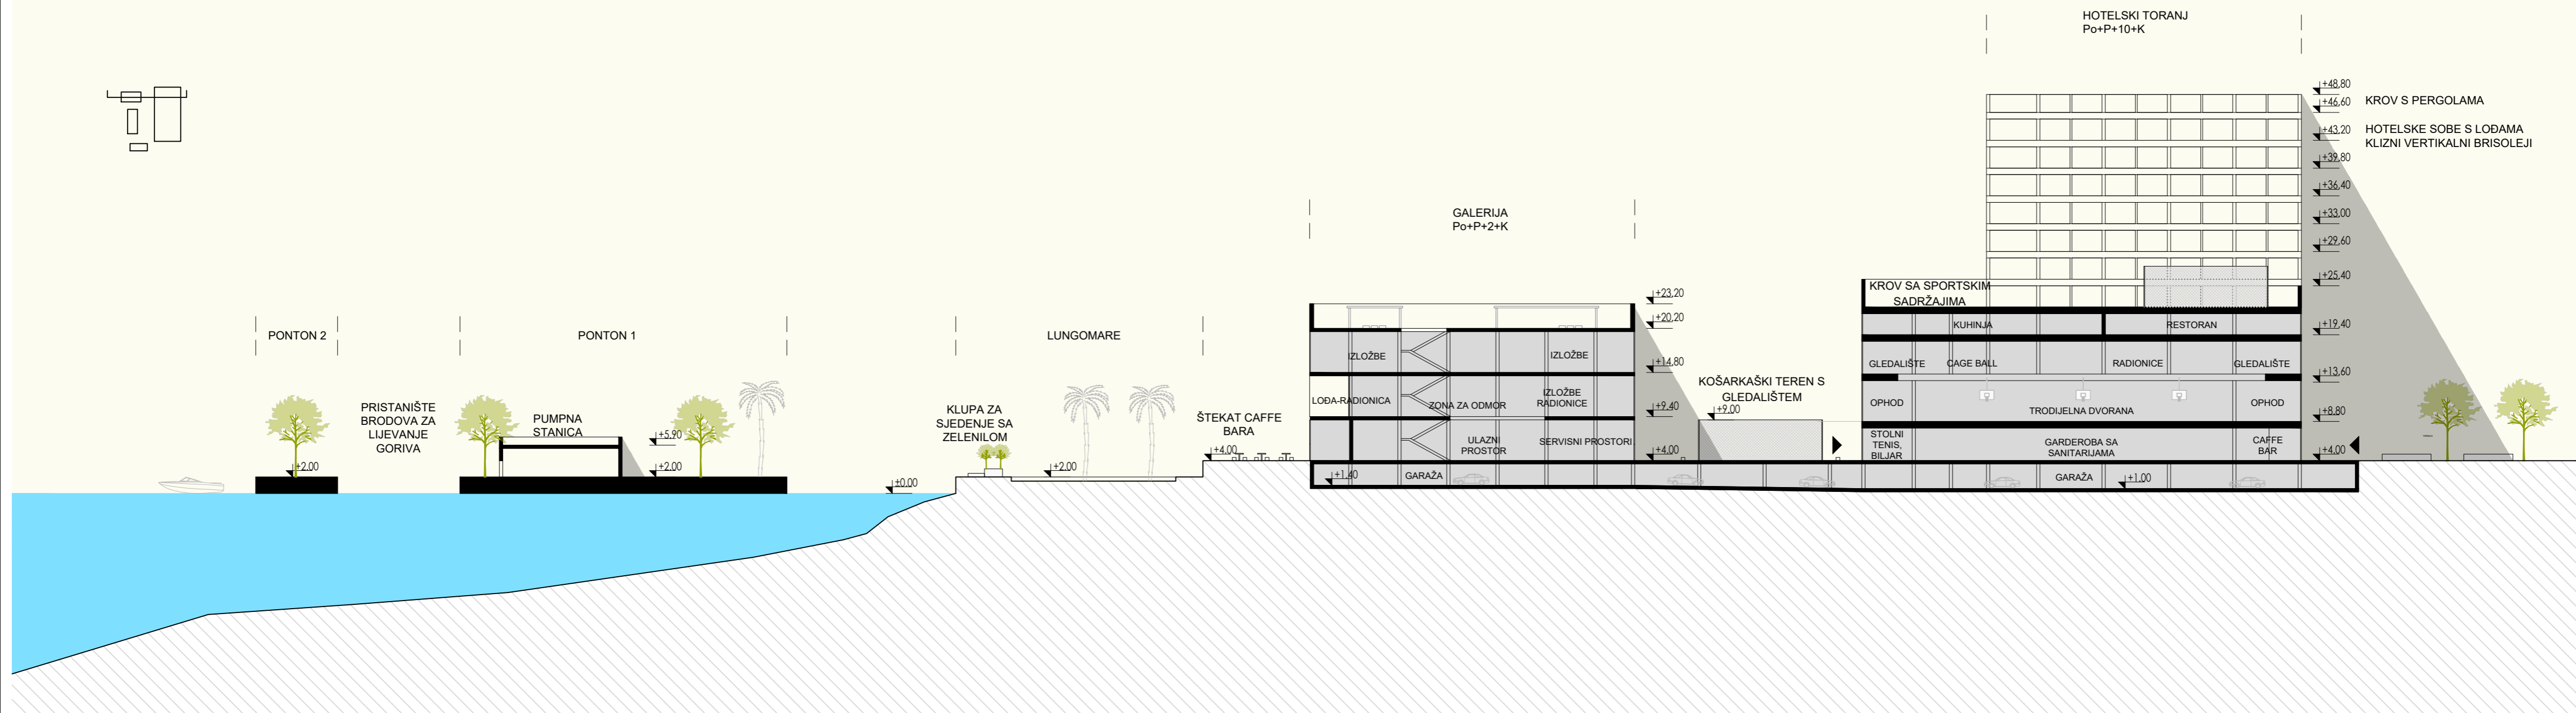 HOTELSKI TORANJ
Po+P+10+K
+48,80
+46,60
KROV S PERGOLAMA
+43,20
HOTELSKE SOBE S LOĐAMA
KLIZNI VERTIKALNI BRISOLEJI
+39,80
+36,40
+33,00
+29,60
+25,40
+19,40
+13,60
+8,80
+4,00
GALERIJA
Po+P+2+K
+23,20
+20,20
+14,80
+9,40
+4,00
KROV SA SPORTSKIM
SADRŽAJIMA
KUHINJA
RESTORAN
GLEDALIŠTE
CAGE BALL
RADIONICE
GLEDALIŠTE
OPHOD
TRODIJELNA DVORANA
OPHOD
STOLNI
TENIS,
BILJAR
GARDEROBA SA
SANITARIJAMA
CAFFE
BAR
GARAŽA
+1,00
KOŠARKAŠKI TEREN S
GLEDALIŠTEM
+9,00
IZLOŽBE
IZLOŽBE
LOĐA-RADIONICA
ZONA ZA ODMOR
IZLOŽBE
RADIONICE
ULAZNI
PROSTOR
SERVISNI PROSTORI
+1,40
GARAŽA
PONTON 2
PONTON 1
LUNGOMARE
PRISTANIŠTE
BRODOVA ZA
LIJEVANJE
GORIVA
PUMPNA
STANICA
+5,90
+2,00
+2,00
KLUPA ZA
SJEDENJE SA
ZELENILOM
ŠTEKAT CAFFE
BARA
+4,00
+2,00
±0,00